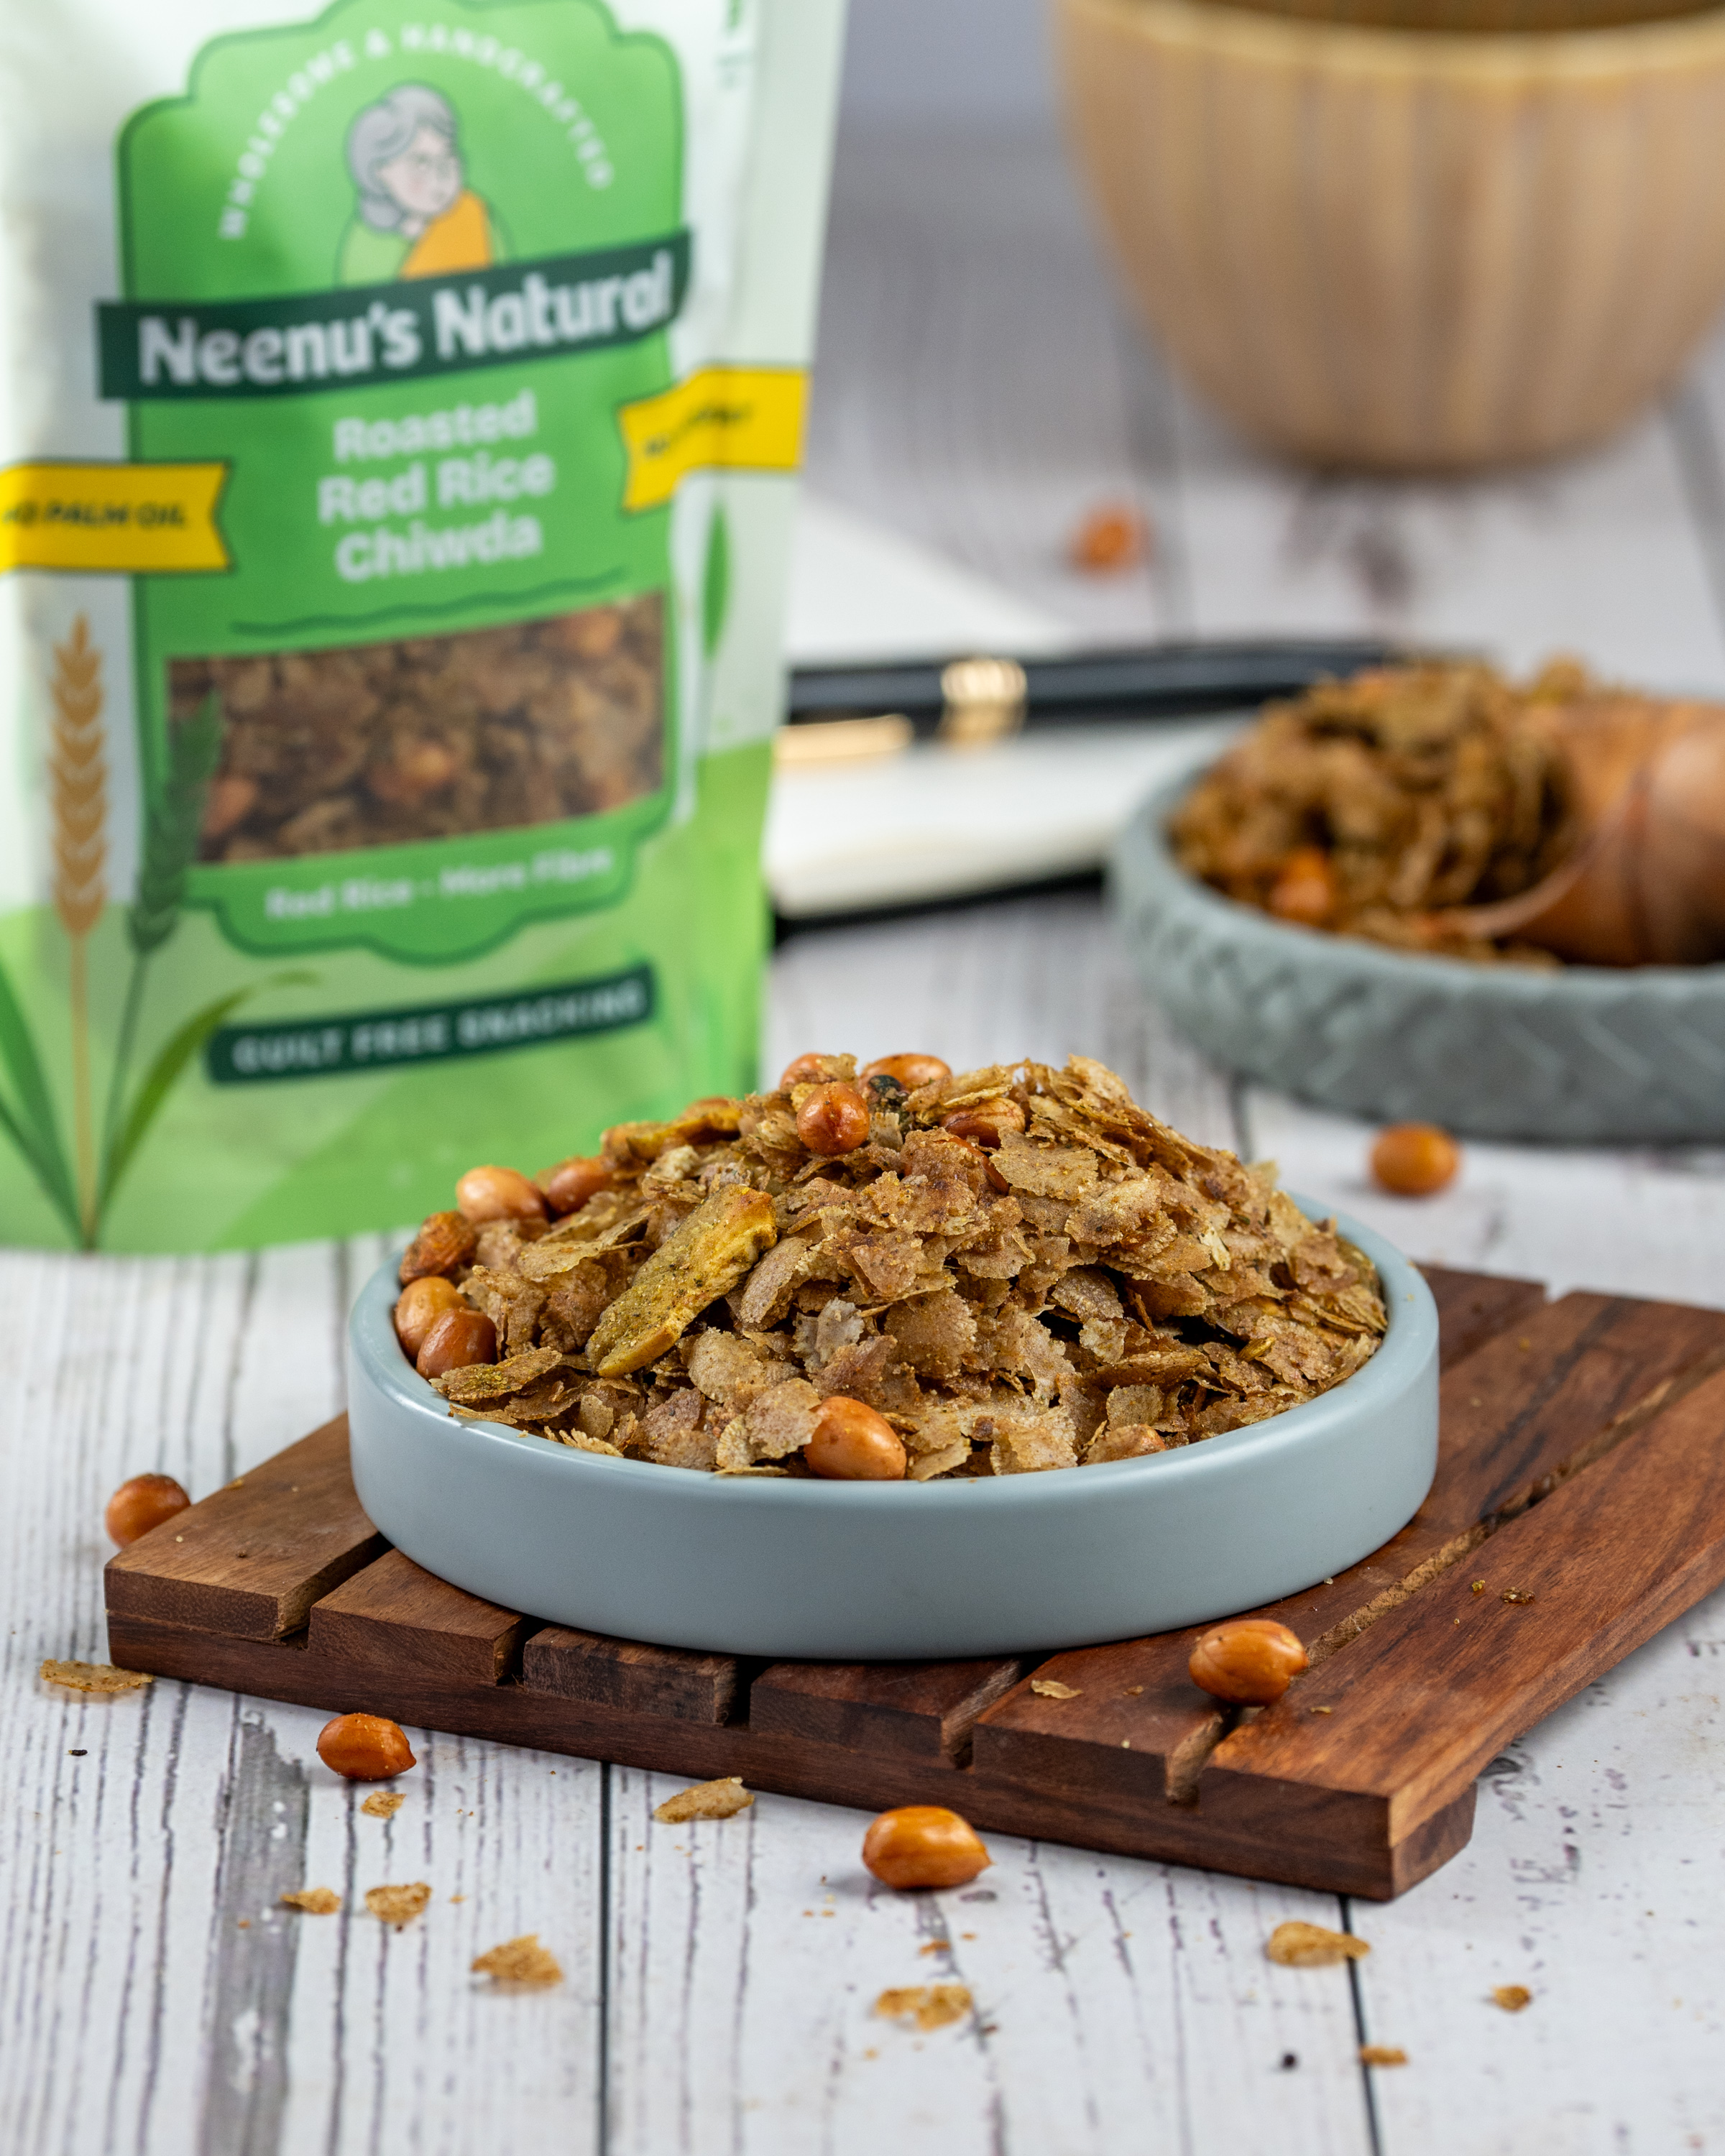 WHOLESOME & HANDCRAFTED
Neenu's Natural
Roasted
Red Rice
Chiwda
PALM OIL
Red Rice - More Fibre
GUILT FREE SNACKING